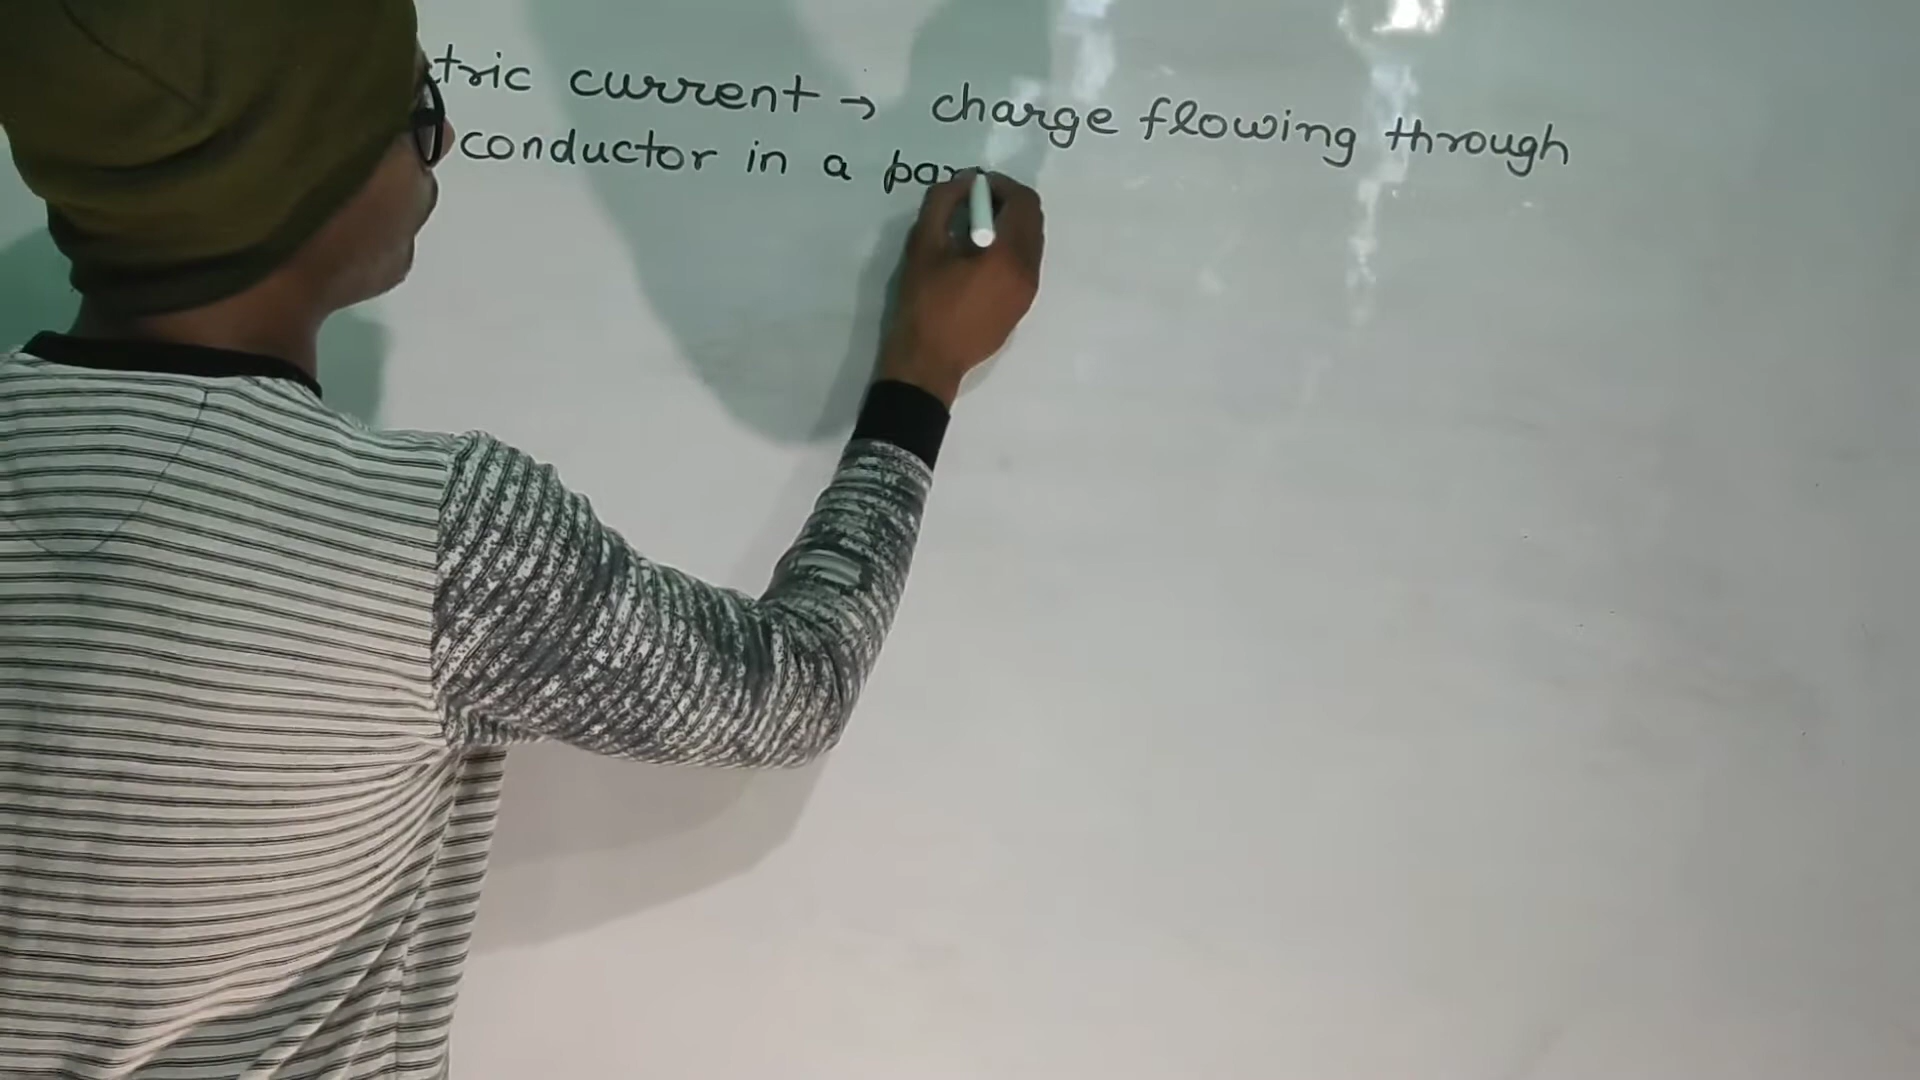 tric current → charge flowing through
conductor in a par